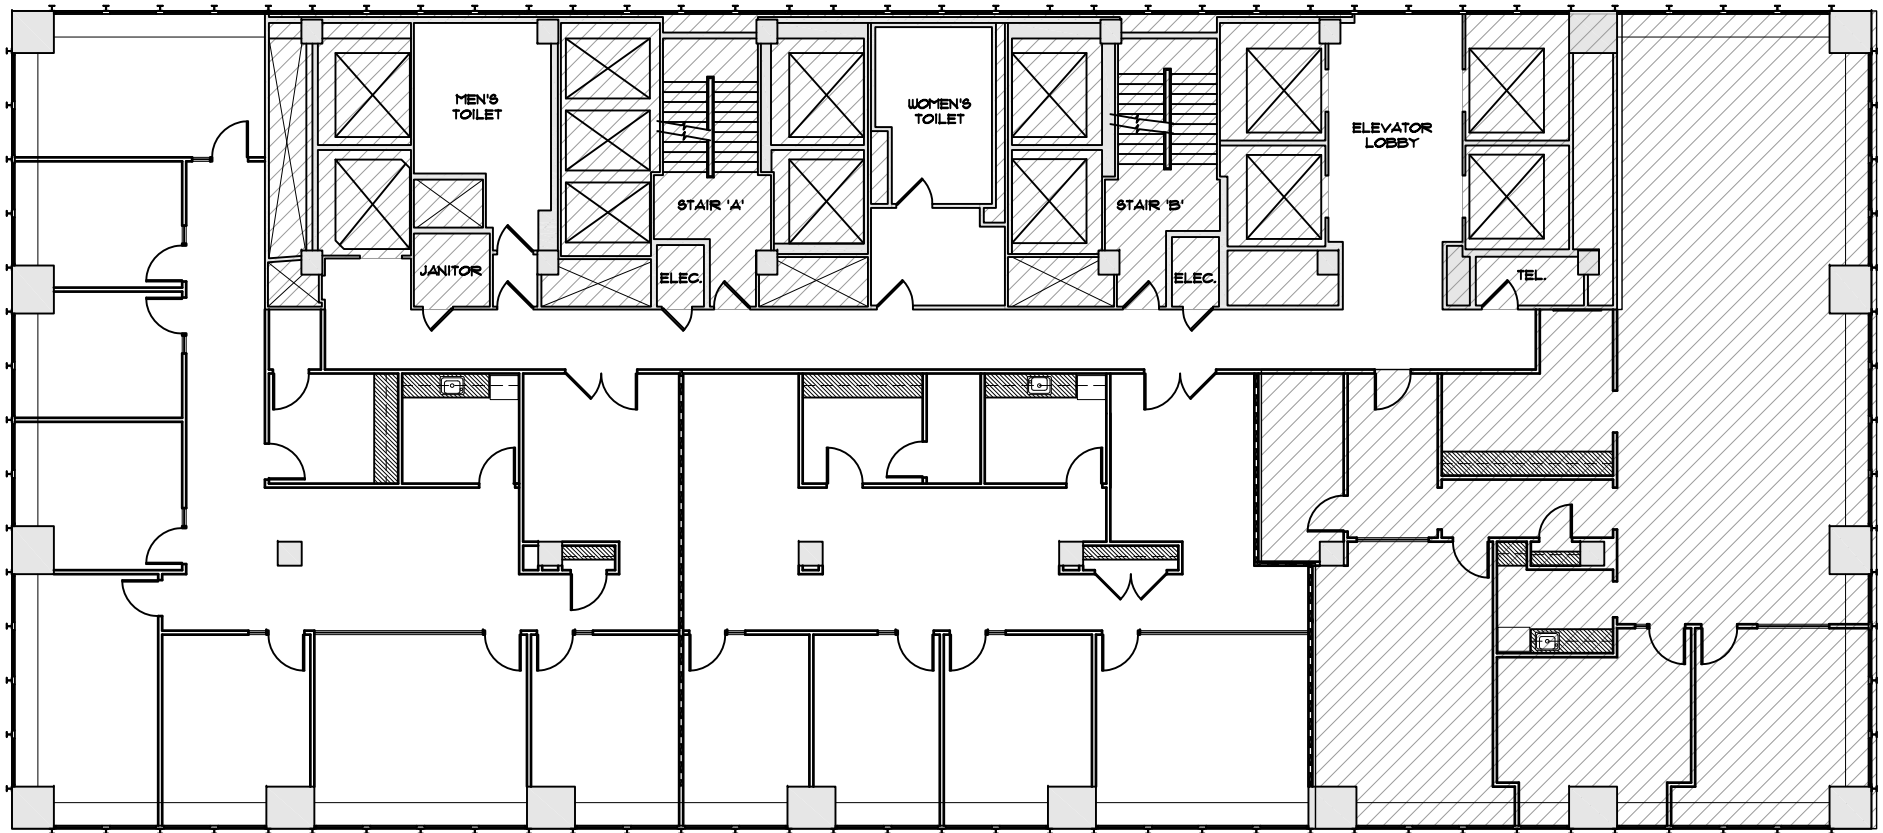 MEN'S
TOILET
WOMEN'S
TOILET
ELEVATOR
LOBBY
STAIR 'A'
STAIR 'B'
JANITOR
ELEC.
ELEC.
TEL.